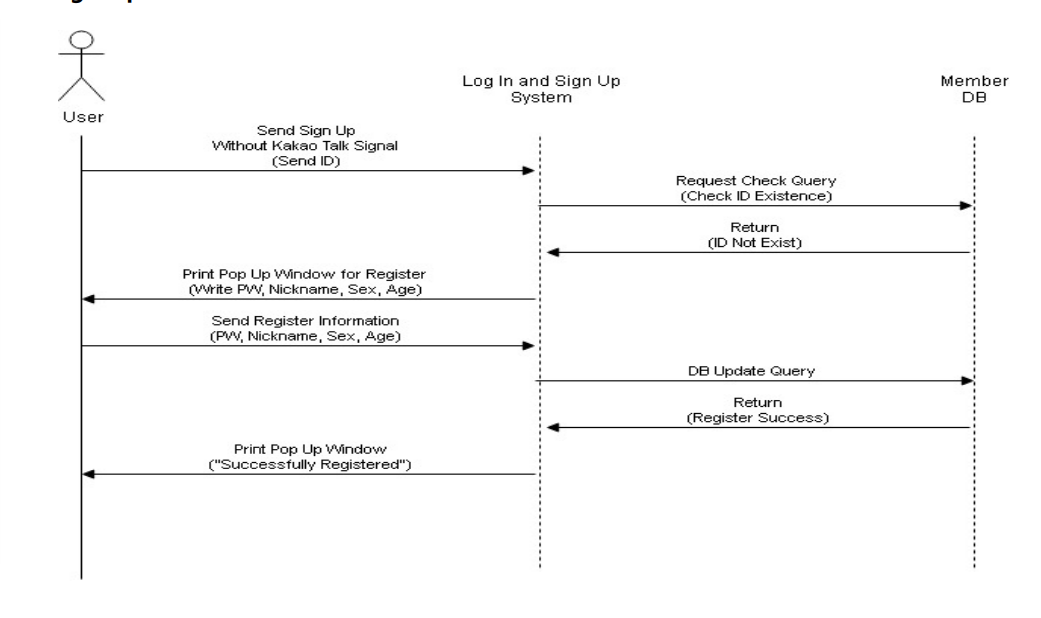 User
Log In and Sign Up
System
Member
DB
Send Sign Up
Without Kakao Talk Signal
(Send ID)
Request Check Query
(Check ID Existence)
Return
(ID Not Exist)
Print Pop Up Window for Register
(Write PW, Nickname, Sex, Age)
Send Register Information
(PW, Nickname, Sex, Age)
DB Update Query
Return
(Register Success)
Print Pop Up Window
("Successfully Registered")